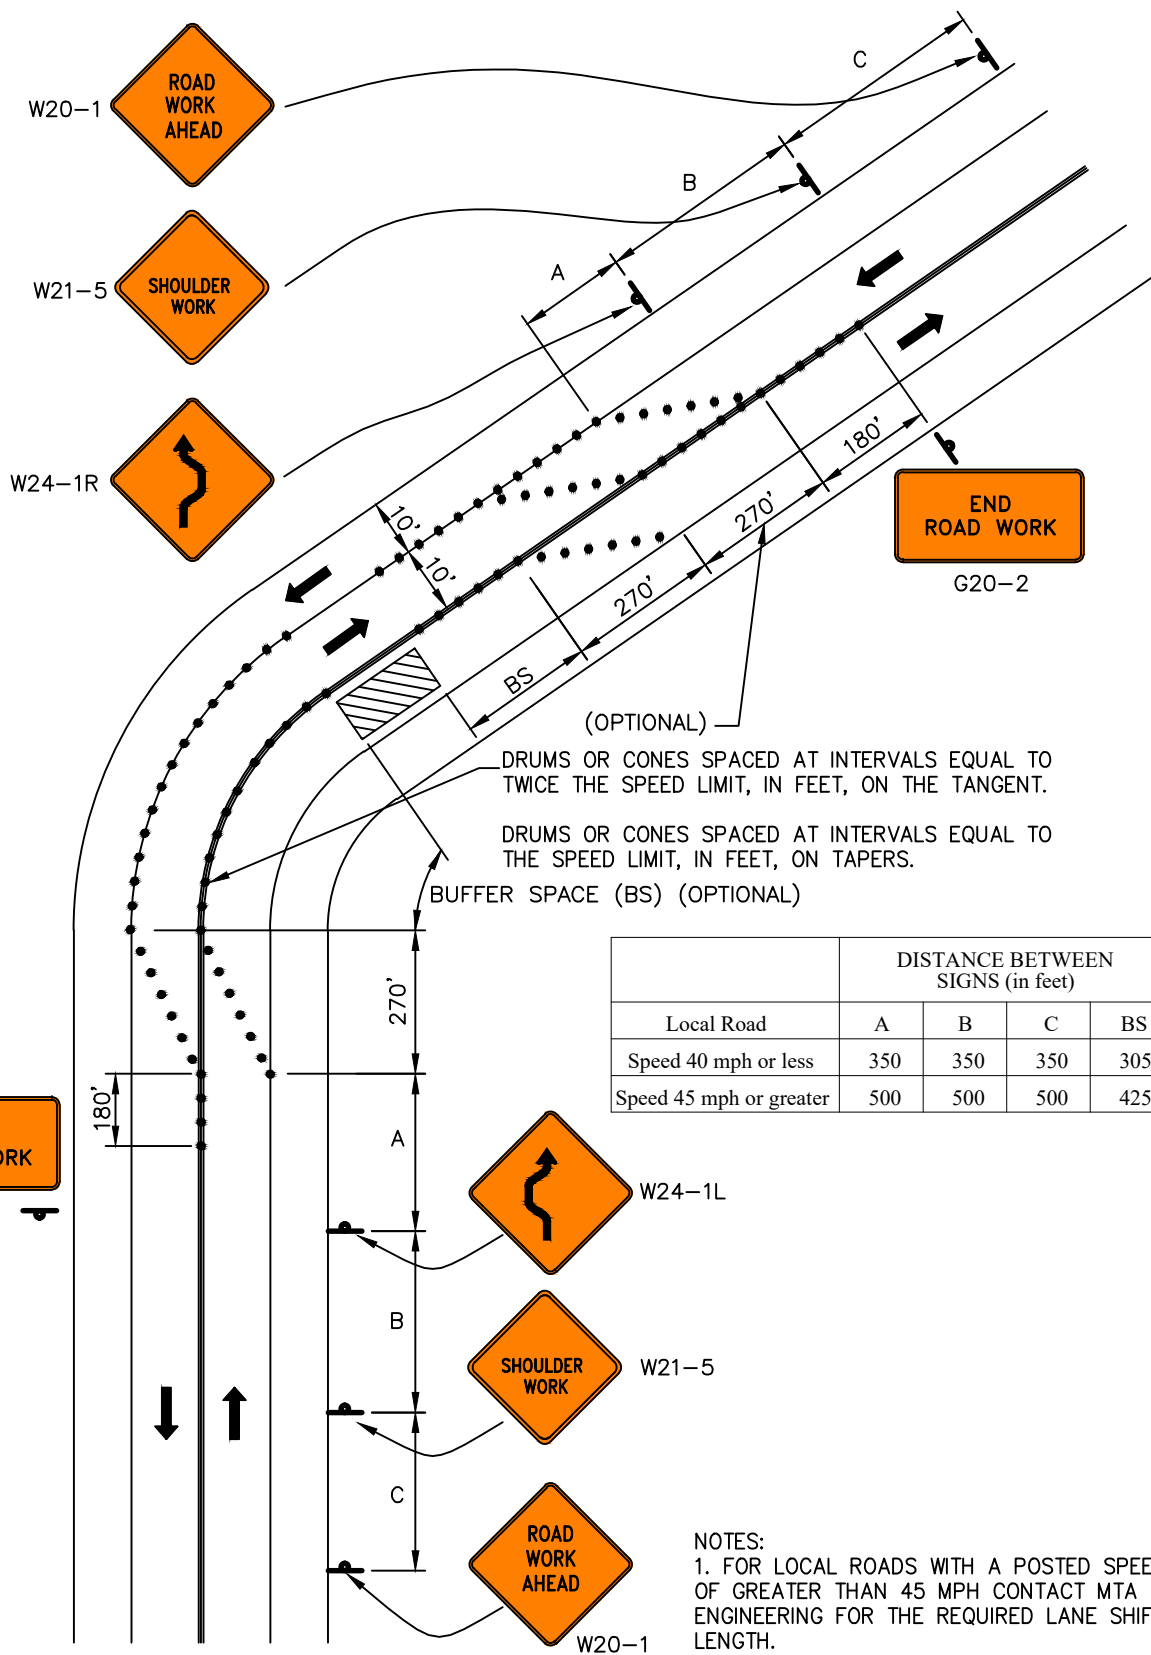 C
ROAD
WORK
AHEAD
W20-1
B
A
SHOULDER
WORK
W21-5
W24-1R
180'
END
ROAD WORK
G20-2
10'
10'
270'
270'
BS
(OPTIONAL)
DRUMS OR CONES SPACED AT INTERVALS EQUAL TO
TWICE THE SPEED LIMIT, IN FEET, ON THE TANGENT.
DRUMS OR CONES SPACED AT INTERVALS EQUAL TO
THE SPEED LIMIT, IN FEET, ON TAPERS.
BUFFER SPACE (BS) (OPTIONAL)
DISTANCE BETWEEN
SIGNS (in feet)
Local Road A B C BS
Speed 40 mph or less 350 350 350 305
Speed 45 mph or greater 500 500 500 425
270'
180'
A
ORK
W24-1L
B
SHOULDER
WORK
W21-5
C
ROAD
WORK
AHEAD
W20-1
NOTES:
1. FOR LOCAL ROADS WITH A POSTED SPEE
OF GREATER THAN 45 MPH CONTACT MTA
ENGINEERING FOR THE REQUIRED LANE SHIF
LENGTH.